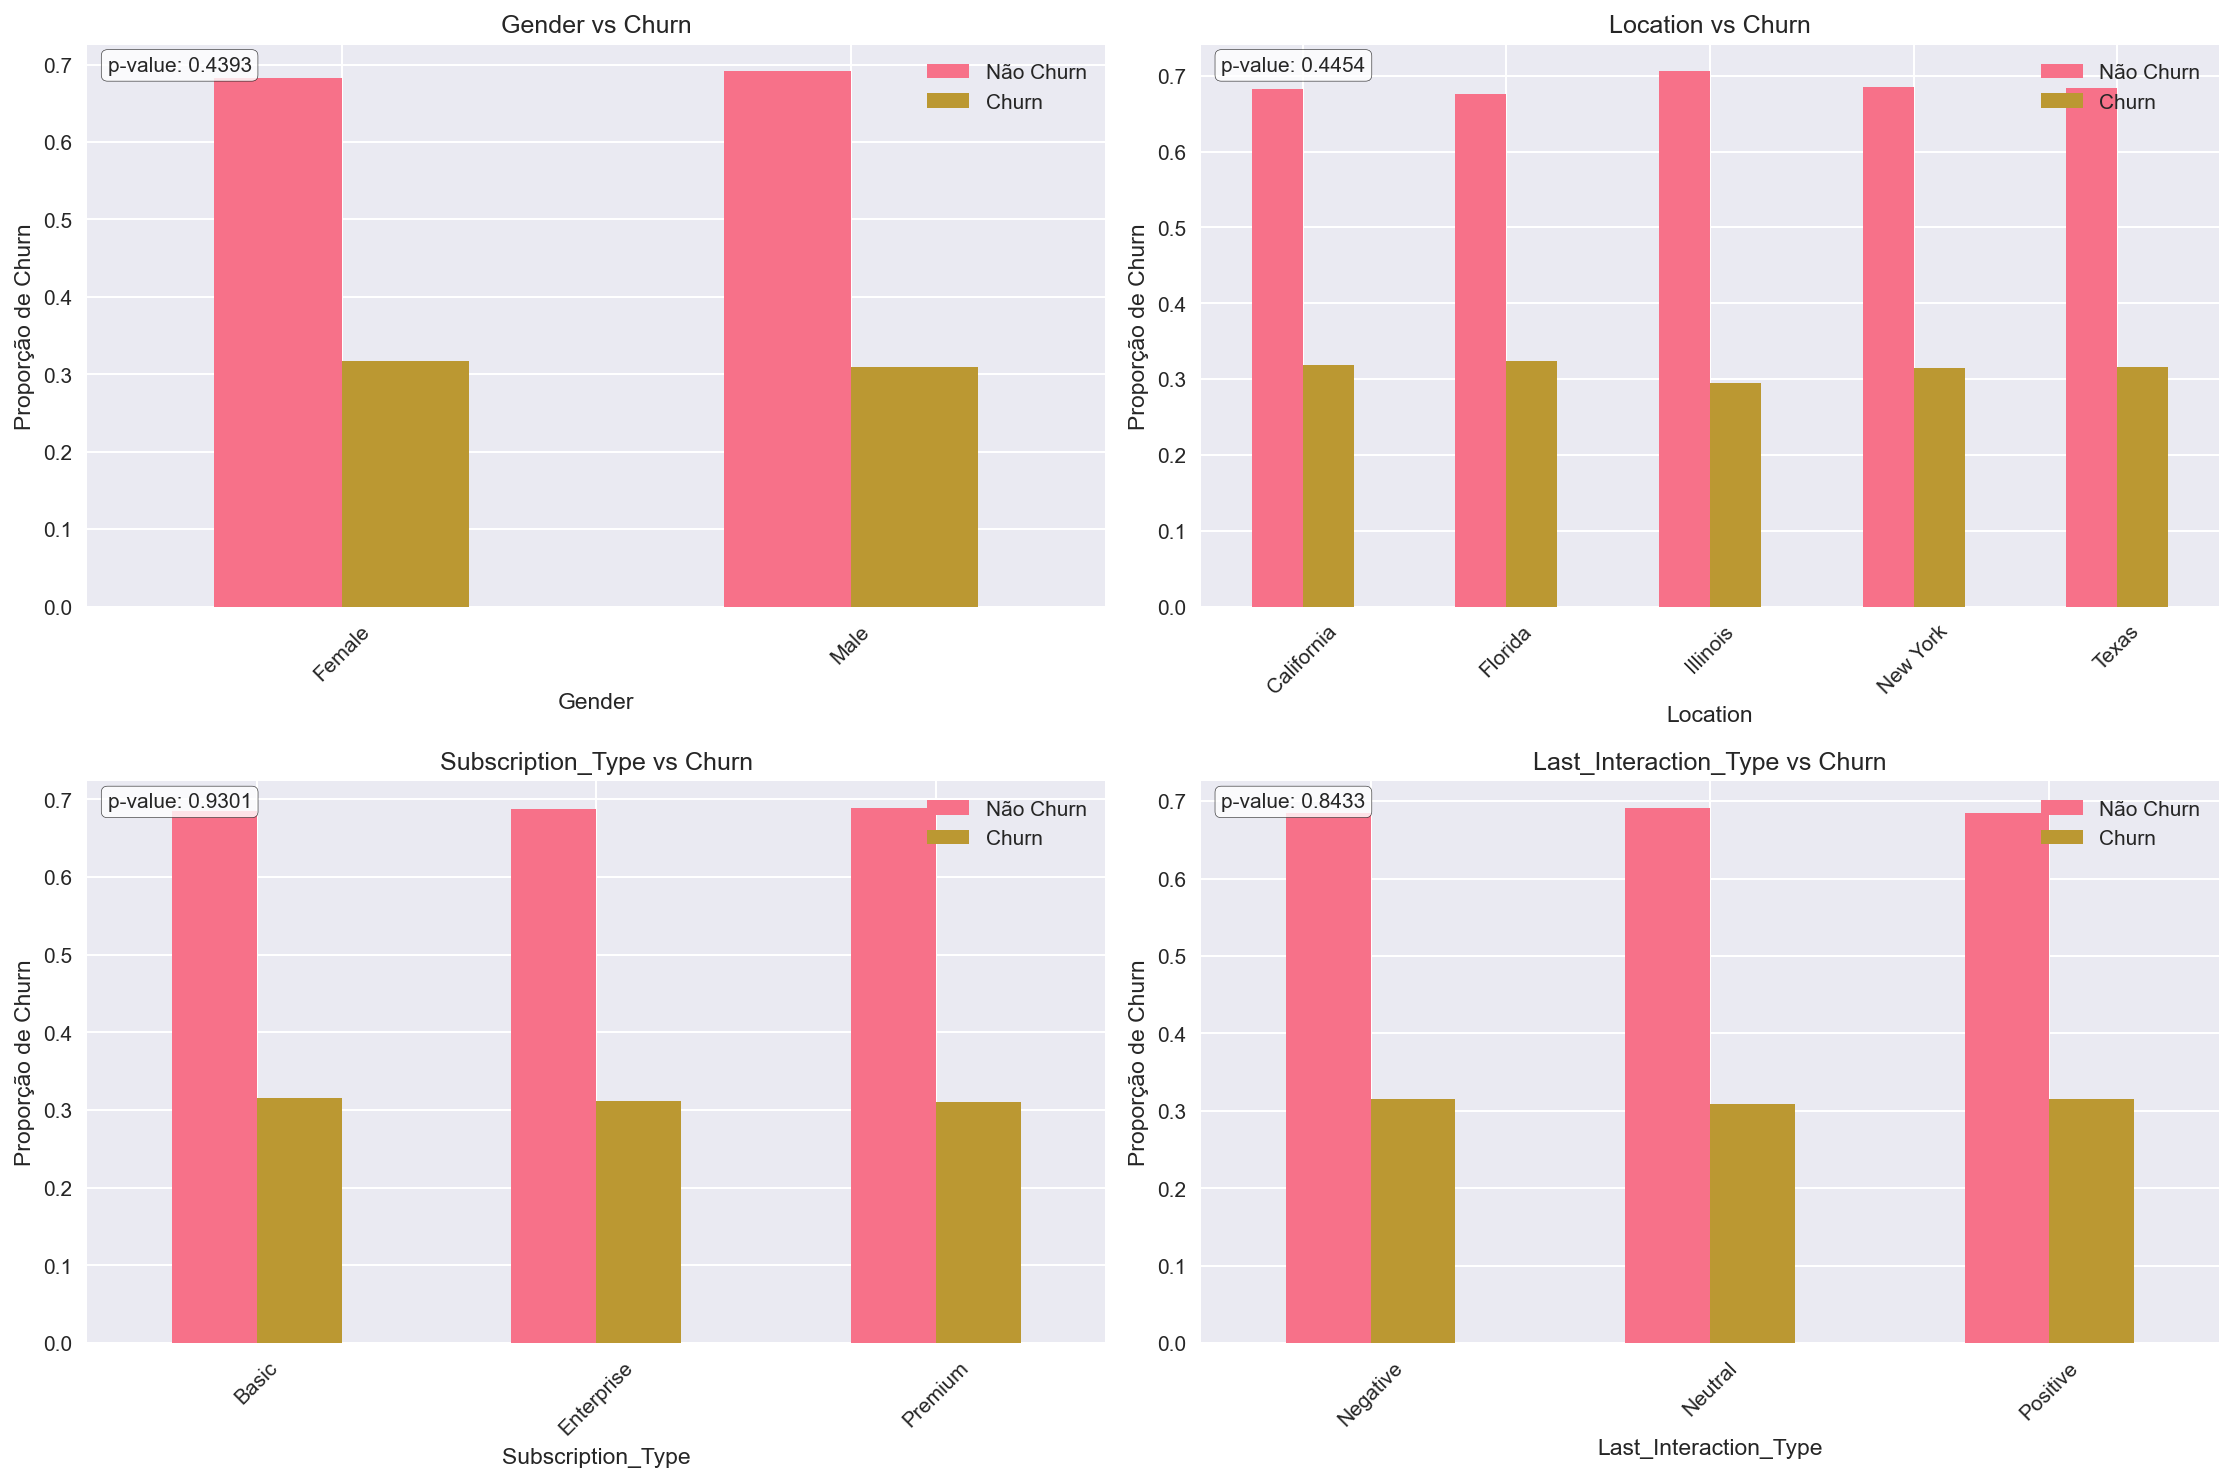 Gender vs Churn
p-value: 0.4393
Não Churn
Churn
Proporção de Churn
0.7
0.6
0.5
0.4
0.3
0.2
0.1
0.0
Female
Male
Gender
Location vs Churn
p-value: 0.4454
Não Churn
Churn
Proporção de Churn
0.7
0.6
0.5
0.4
0.3
0.2
0.1
0.0
California
Florida
Illinois
New York
Texas
Location
Subscription_Type vs Churn
p-value: 0.9301
Não Churn
Churn
Proporção de Churn
0.7
0.6
0.5
0.4
0.3
0.2
0.1
0.0
Basic
Enterprise
Premium
Subscription_Type
Last_Interaction_Type vs Churn
p-value: 0.8433
Não Churn
Churn
Proporção de Churn
0.7
0.6
0.5
0.4
0.3
0.2
0.1
0.0
Negative
Neutral
Positive
Last_Interaction_Type